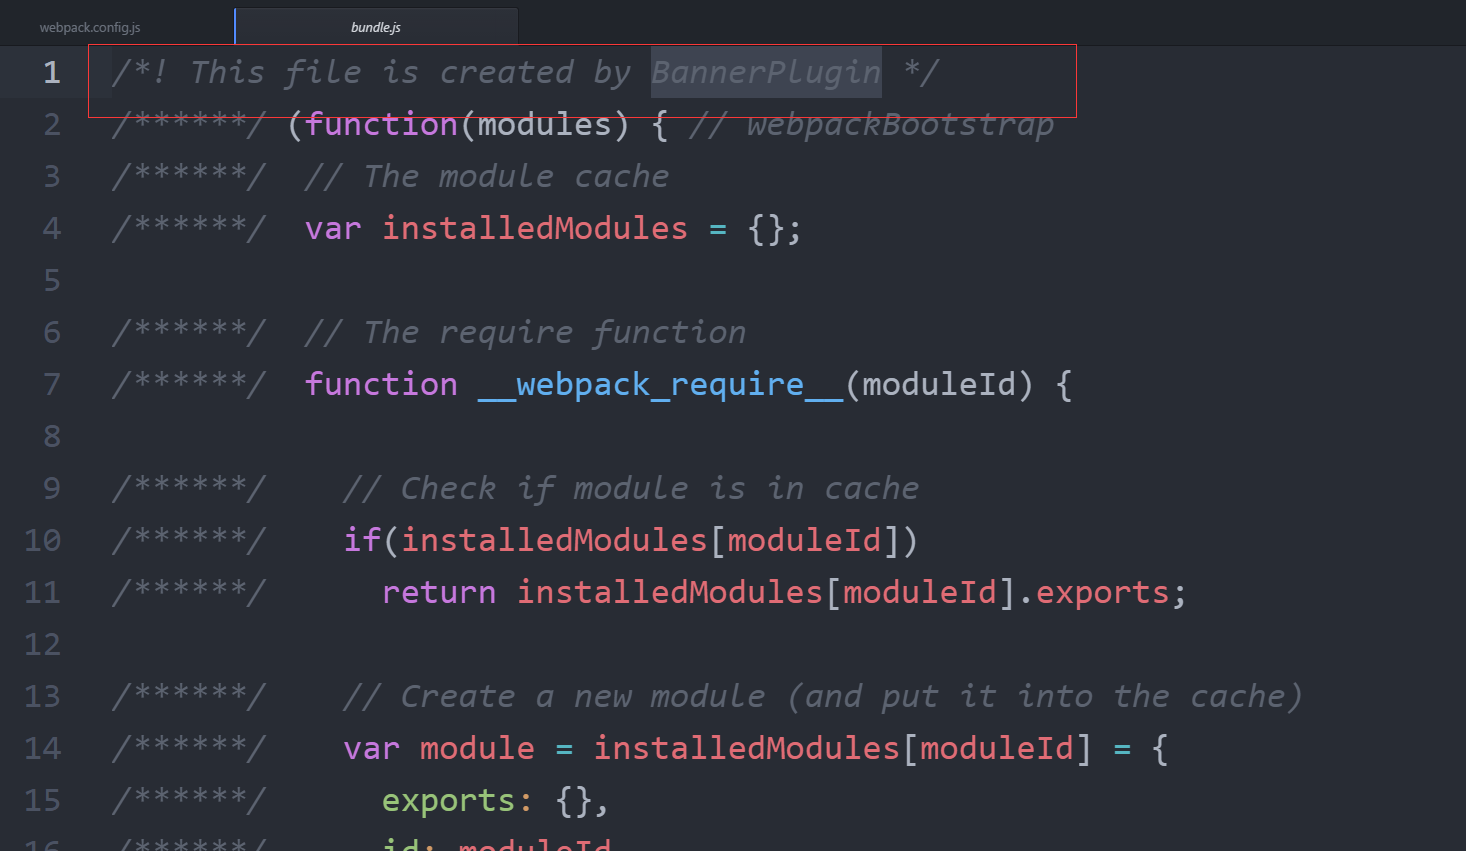 webpack.config.js
bundle.js
1 /*! This file is created by BannerPlugin */
2 /******/ (function(modules) { // webpackBootstrap
3 /******/ // The module cache
4 /******/ var installedModules = {};
5
6 /******/ // The require function
7 /******/ function __webpack_require__(moduleId) {
8
9 /******/ // Check if module is in cache
10 /******/ if(installedModules[moduleId])
11 /******/ return installedModules[moduleId].exports;
12
13 /******/ // Create a new module (and put it into the cache)
14 /******/ var module = installedModules[moduleId] = {
15 /******/ exports: {},
16 /******/ id: moduleId